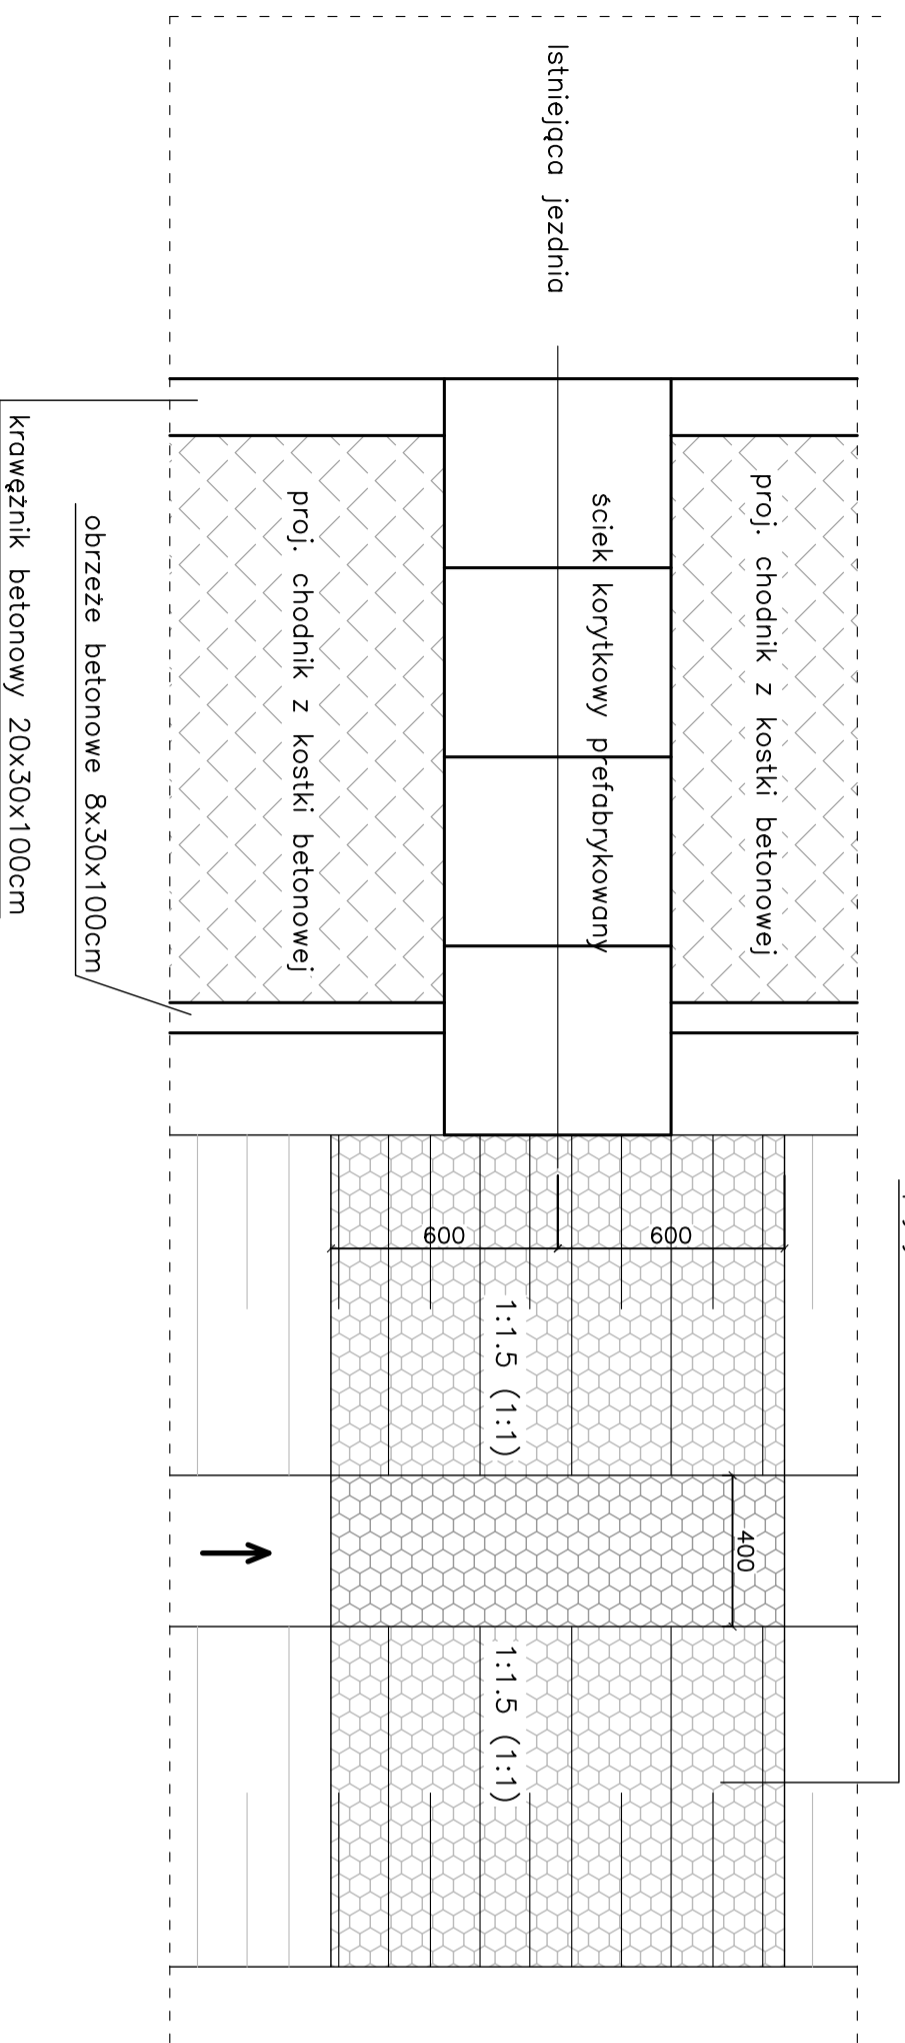 Istniejąca jezdnia
proj. chodnik z kostki betonowej
ściek korytkowy prefabrykowany
proj. chodnik z kostki betonowej
obrzeże betonowe 8x30x100cm
krawężnik betonowy 20x30x100cm
600
600
1:1.5 (1:1)
400
1:1.5 (1:1)